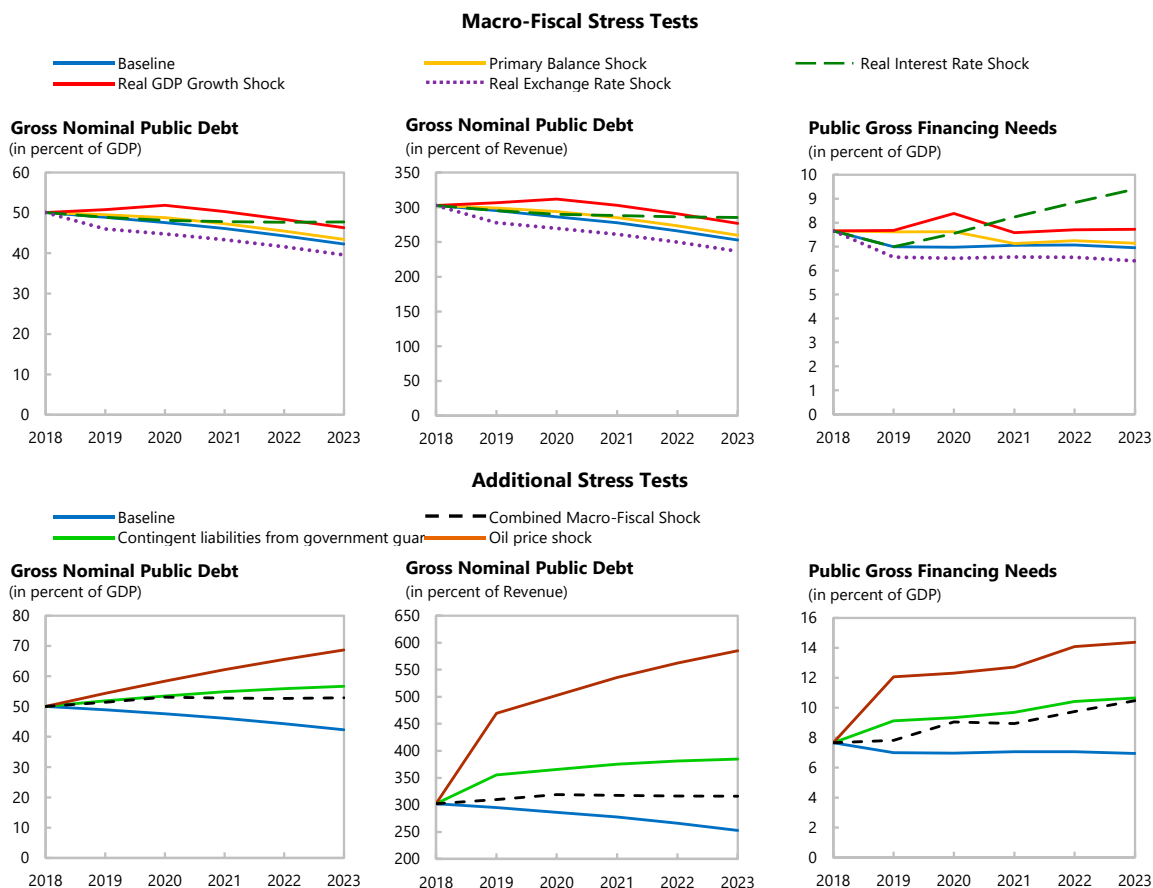 Macro-Fiscal Stress Tests
Baseline
Primary Balance Shock
Real Interest Rate Shock
Real GDP Growth Shock
Real Exchange Rate Shock
Gross Nominal Public Debt
(in percent of GDP)
60
50
40
30
20
10
0
2018 2019 2020 2021 2022 2023
Gross Nominal Public Debt
(in percent of Revenue)
350
300
250
200
150
100
50
0
2018 2019 2020 2021 2022 2023
Public Gross Financing Needs
(in percent of GDP)
10
9
8
7
6
5
4
3
2
1
0
2018 2019 2020 2021 2022 2023
Additional Stress Tests
Baseline
Combined Macro-Fiscal Shock
Contingent liabilities from government guar
Oil price shock
Gross Nominal Public Debt
(in percent of GDP)
80
70
60
50
40
30
20
10
0
2018 2019 2020 2021 2022 2023
Gross Nominal Public Debt
(in percent of Revenue)
650
600
550
500
450
400
350
300
250
200
2018 2019 2020 2021 2022 2023
Public Gross Financing Needs
(in percent of GDP)
16
14
12
10
8
6
4
2
0
2018 2019 2020 2021 2022 2023